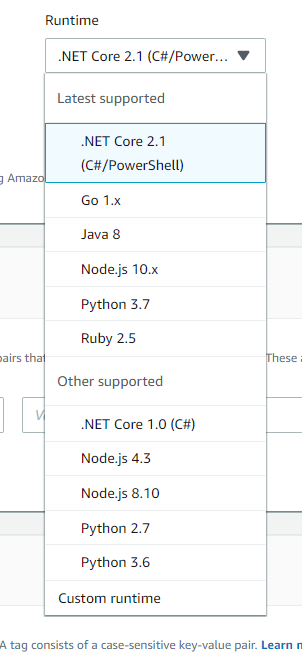 Runtime
.NET Core 2.1 (C#/Power...
Latest supported
.NET Core 2.1
(C#/PowerShell)
g Amazo
Go 1.x
Java 8
Node.js 10.x
Python 3.7
Ruby 2.5
pairs that
These a
Other supported
.NET Core 1.0 (C#)
Node.js 4.3
Node.js 8.10
Python 2.7
Python 3.6
Custom runtime
A tag consists of a case-sensitive key-value pair. Learn n